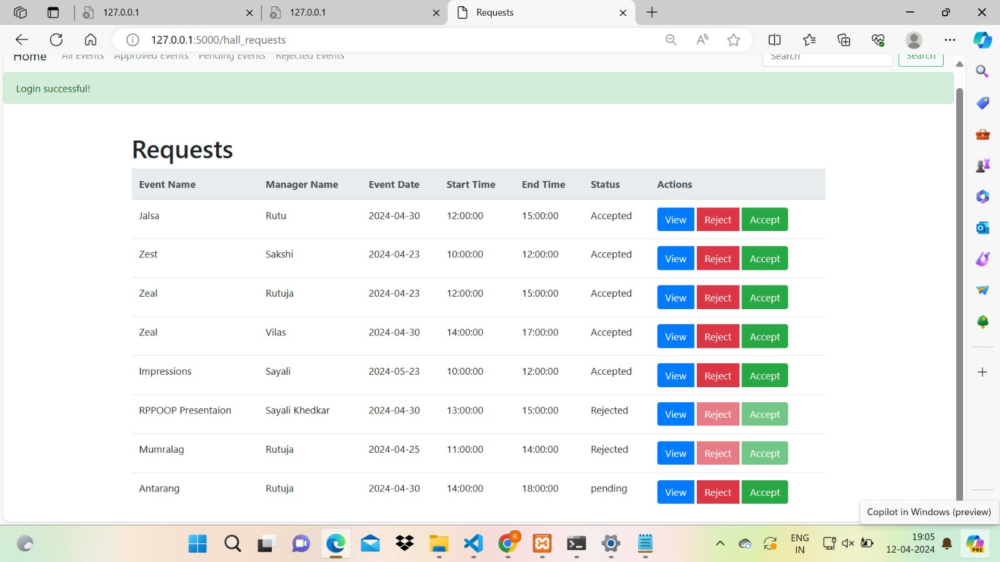 127.0.0.1
127.0.0.1
Requests
127.0.0.1:5000/hall_requests
Home All Events Approved Events Pending Events Rejected Events Search Search
Login successful!
Requests
Event Name Manager Name Event Date Start Time End Time Status Actions
Jalsa Rutu 2024-04-30 12:00:00 15:00:00 Accepted View Reject Accept
Zest Sakshi 2024-04-23 10:00:00 12:00:00 Accepted View Reject Accept
Zeal Rutuja 2024-04-23 12:00:00 15:00:00 Accepted View Reject Accept
Zeal Vilas 2024-04-30 14:00:00 17:00:00 Accepted View Reject Accept
Impressions Sayali 2024-05-23 10:00:00 12:00:00 Accepted View Reject Accept
RPPOOP Presentaion Sayali Khedkar 2024-04-30 13:00:00 15:00:00 Rejected View Reject Accept
Mumralag Rutuja 2024-04-25 11:00:00 14:00:00 Rejected View Reject Accept
Antarang Rutuja 2024-04-30 14:00:00 18:00:00 pending View Reject Accept
Copilot in Windows (preview)
R
ENG
IN
19:05
12-04-2024
PRE